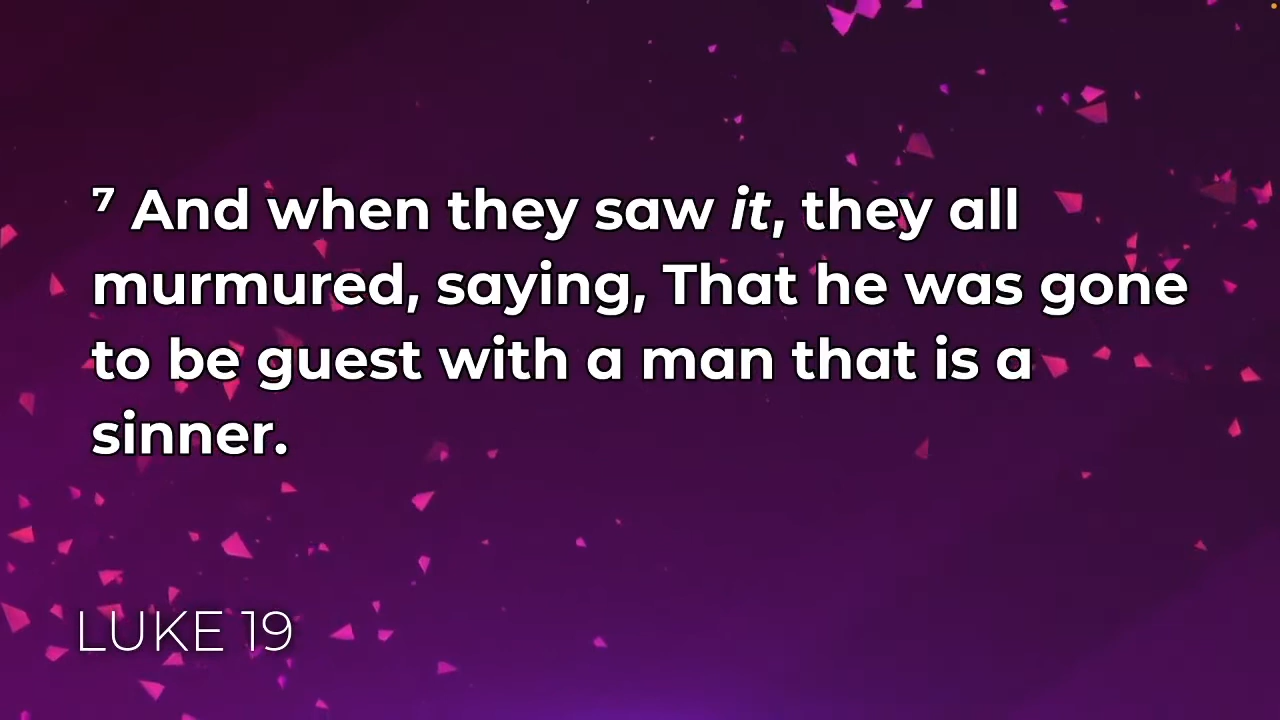 ⁷ And when they saw it, they all
murmured, saying, That he was gone
to be guest with a man that is a
sinner.
LUKE 19